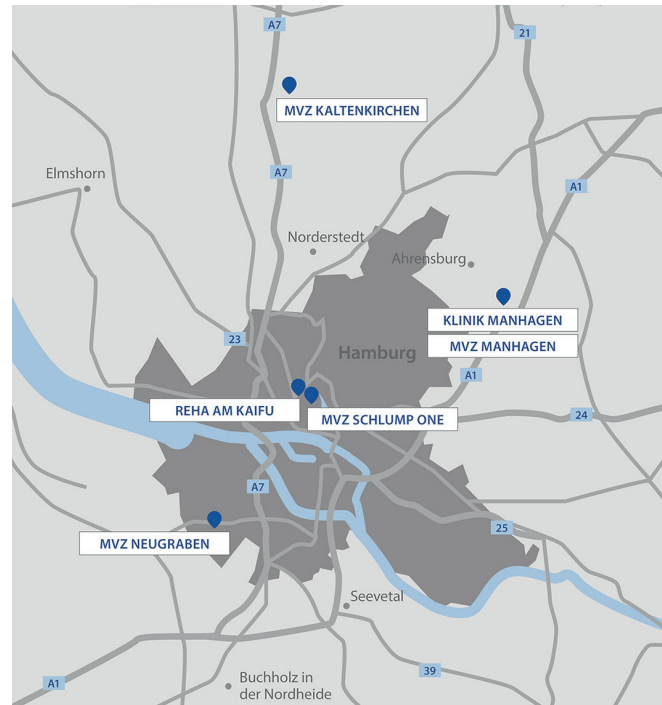 A7
21
MVZ KALTENKIRCHEN
A7
Elmshorn
A1
Norderstedt
Ahrensburg
KLINIK MANHAGEN
23
MVZ MANHAGEN
Hamburg
A1
REHA AM KAIFU
MVZ SCHLUMP ONE
24
A7
25
MVZ NEUGRABEN
Seevetal
39
A1
Buchholz in
der Nordheide